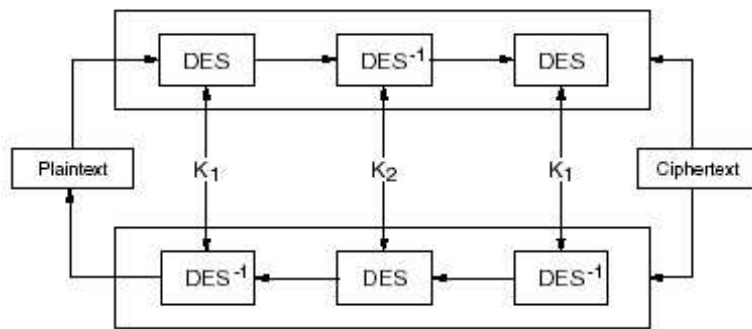 DES DES⁻¹ DES
Plaintext K₁ K₂ K₁ Ciphertext
DES⁻¹ DES DES⁻¹